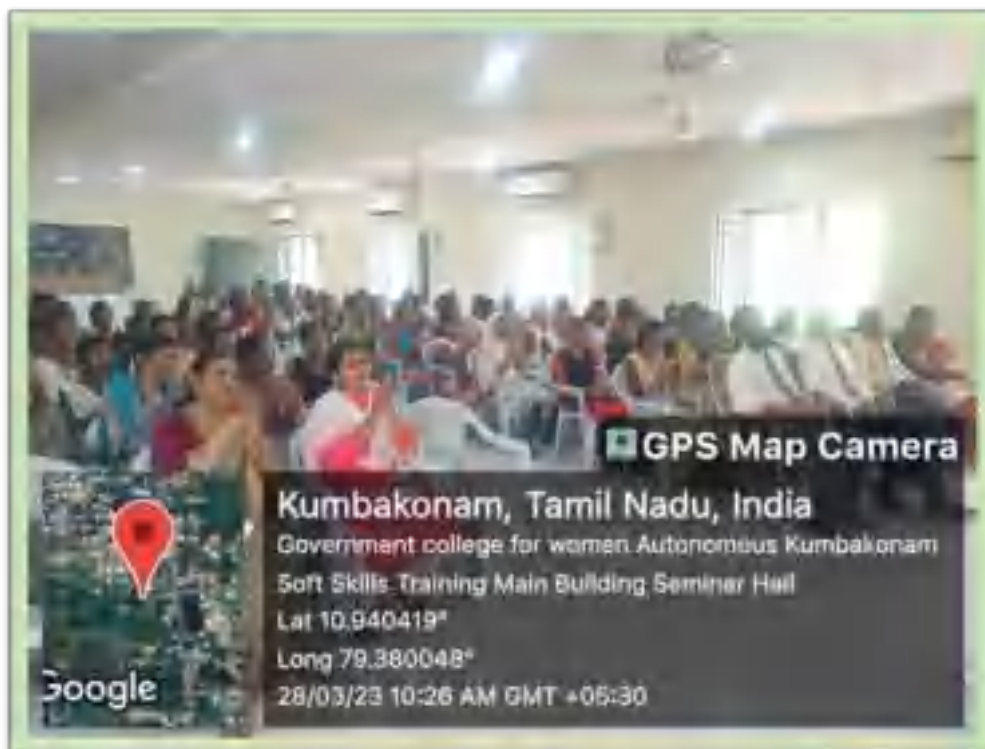 GPS Map Camera
Kumbakonam, Tamil Nadu, India
Government college for women Autonomous Kumbakonam
Soft Skills Training Main Building Seminar Hall
Lat 10.940419°
Long 79.380048°
28/03/23 10:26 AM GMT +05:30
Google